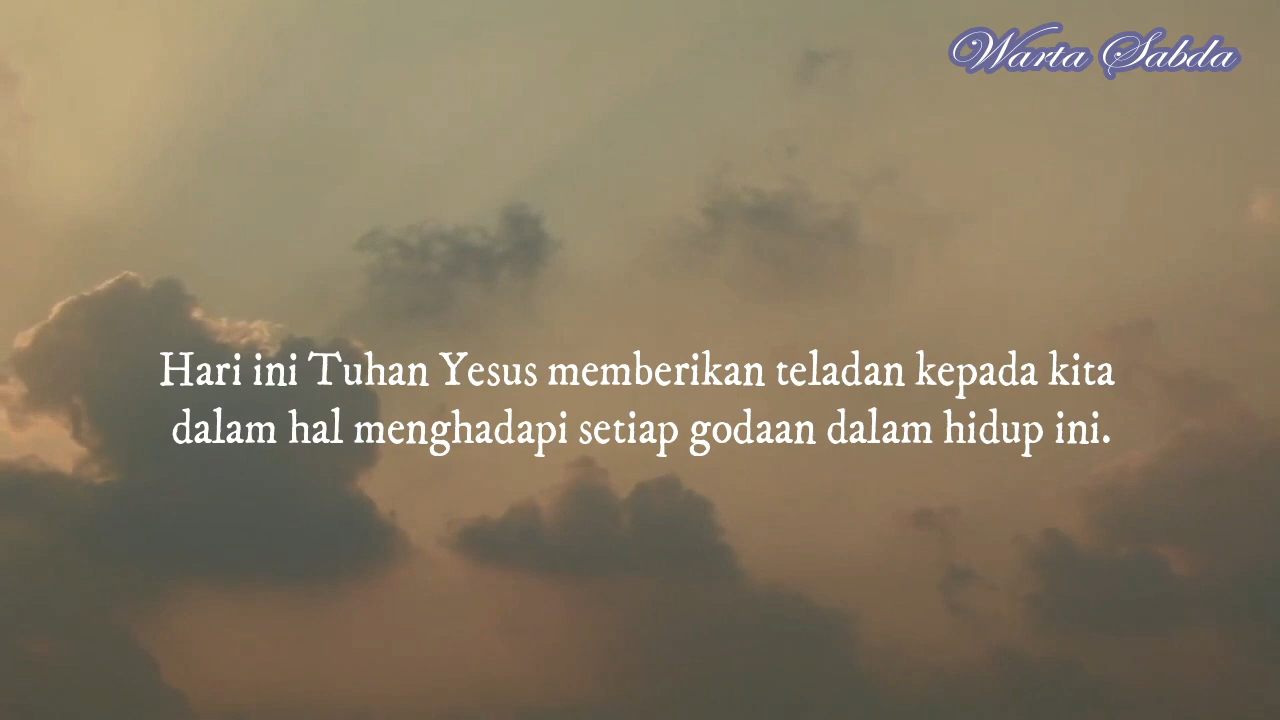 Warta Sabda
Hari ini Tuhan Yesus memberikan teladan kepada kita
dalam hal menghadapi setiap godaan dalam hidup ini.